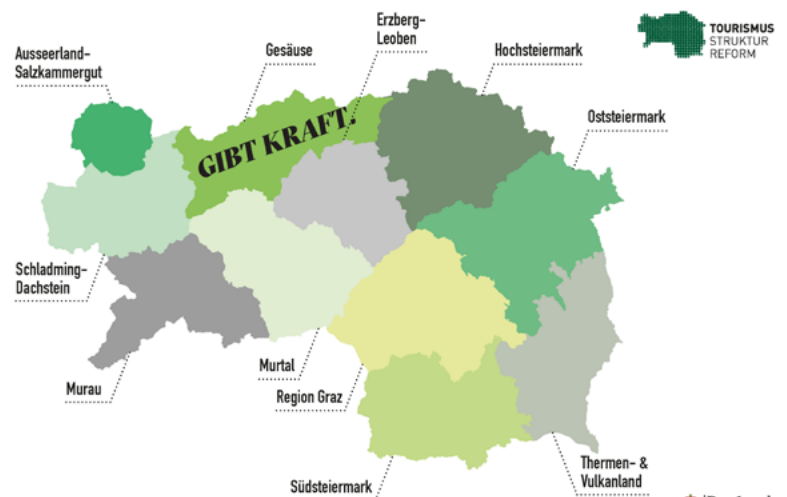 Erzberg-
Leoben
TOURISMUS
STRUKTUR
REFORM
Ausseerland-
Salzkammergut
Gesäuse
Hochsteiermark
Oststeiermark
GIBT KRAFT.
Schladming-
Dachstein
Murau
Murtal
Region Graz
Südsteiermark
Thermen- &
Vulkanland